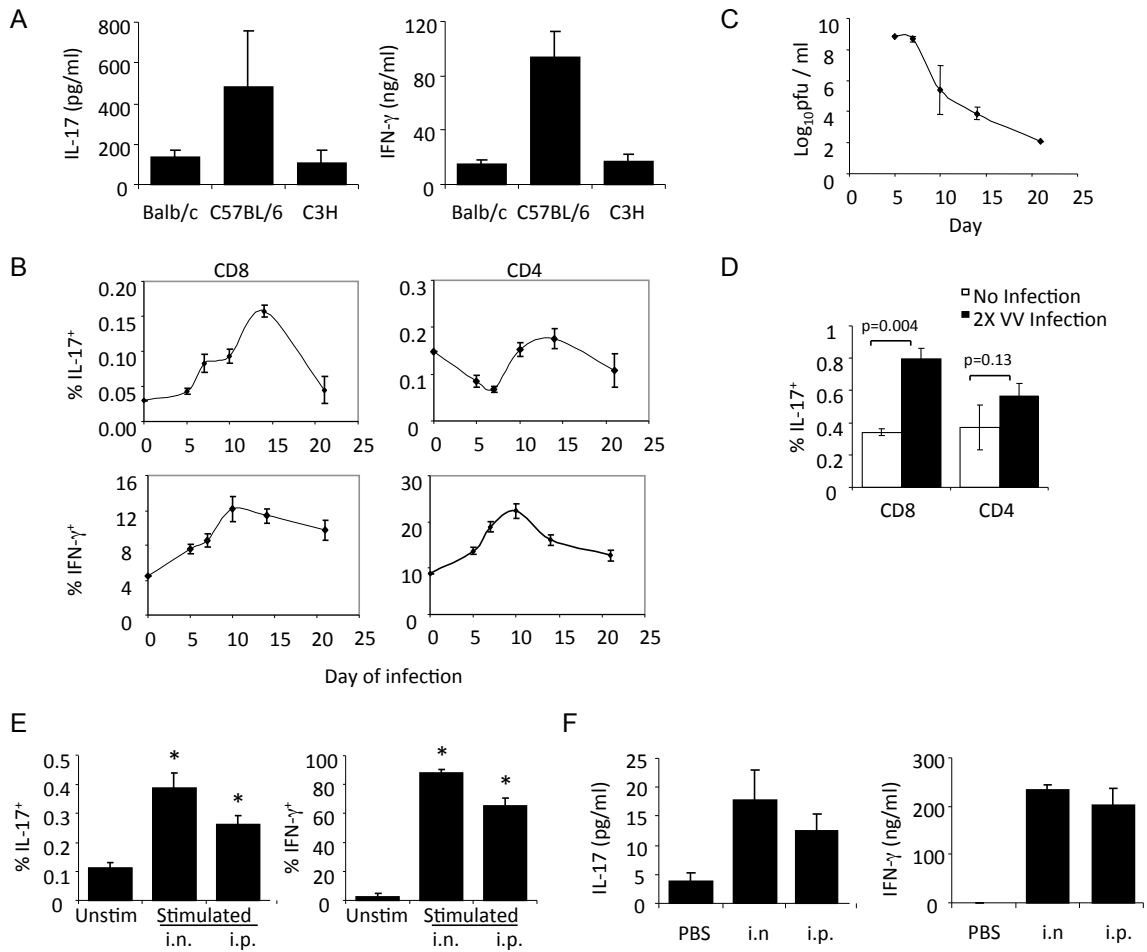 A
IL-17 (pg/ml)
800
600
400
200
0
Balb/c C57BL/6 C3H
IFN-γ (ng/ml)
120
80
40
0
Balb/c C57BL/6 C3H
C
Log10pfu / ml
10
8
6
4
2
0
0 5 10 15 20 25
Day
B
CD8
% IL-17+
0.20
0.15
0.10
0.05
0.00
0 5 10 15 20 25
CD4
0.3
0.2
0.1
0
0 5 10 15 20 25
% IFN-γ+
16
12
8
4
0
0 5 10 15 20 25
30
20
10
0
0 5 10 15 20 25
Day of infection
D
No Infection
2X VV Infection
% IL-17+
1
0.8
0.6
0.4
0.2
0
p=0.004
p=0.13
CD8 CD4
E
% IL-17+
0.5
0.4
0.3
0.2
0.1
0
* *
Unstim Stimulated
i.n. i.p.
% IFN-γ+
100
80
60
40
20
0
* *
Unstim Stimulated
i.n. i.p.
F
IL-17 (pg/ml)
25
20
15
10
5
0
PBS i.n i.p.
IFN-γ (ng/ml)
300
200
100
0
PBS i.n i.p.